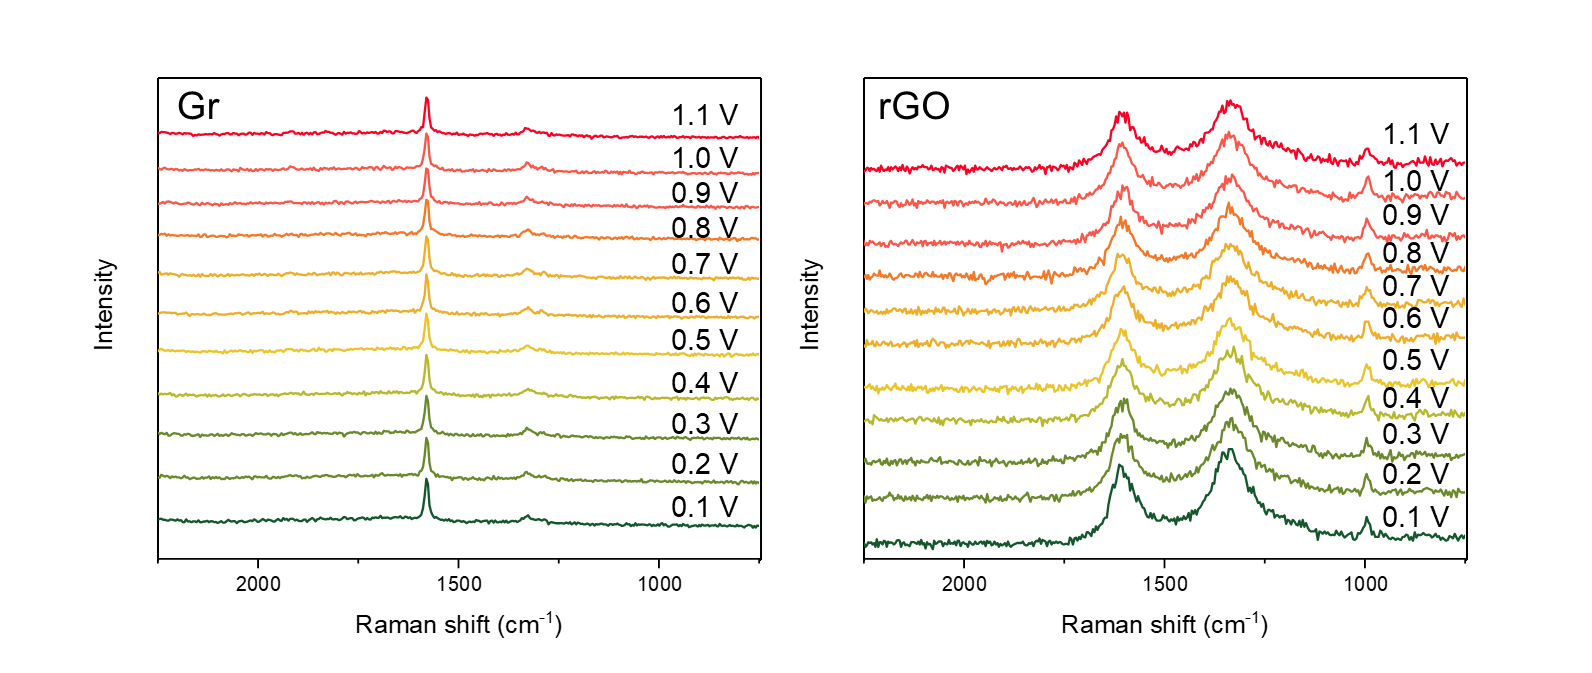 Gr
1.1 V
1.0 V
0.9 V
0.8 V
0.7 V
0.6 V
0.5 V
0.4 V
0.3 V
0.2 V
0.1 V
Intensity
2000 1500 1000
Raman shift (cm-1)
rGO
1.1 V
1.0 V
0.9 V
0.8 V
0.7 V
0.6 V
0.5 V
0.4 V
0.3 V
0.2 V
0.1 V
Intensity
2000 1500 1000
Raman shift (cm-1)